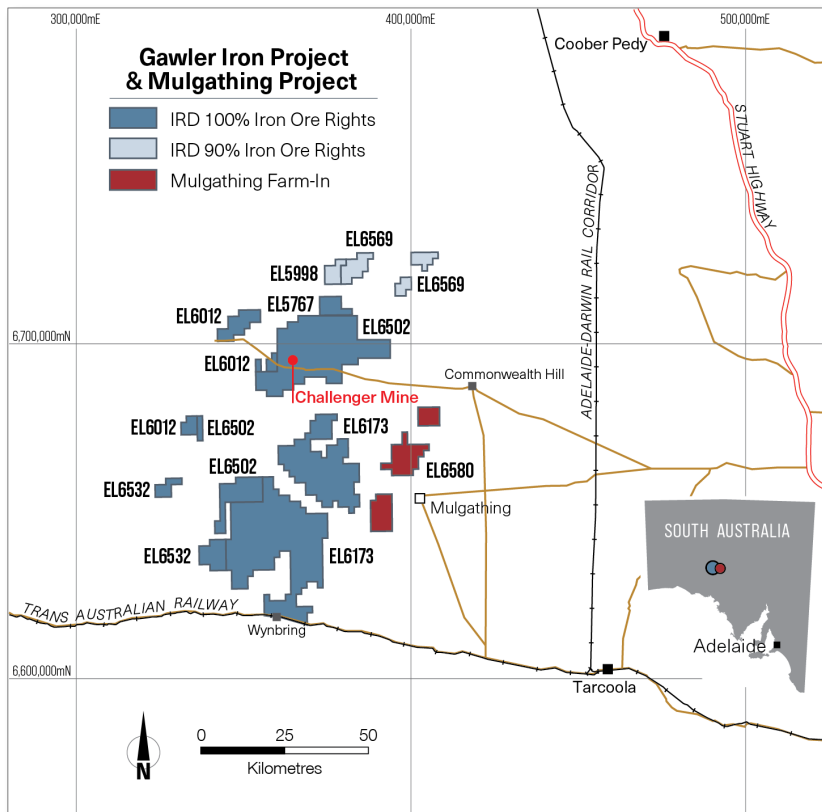 300,000mE
400,000mE
500,000mE
Gawler Iron Project
& Mulgathing Project
IRD 100% Iron Ore Rights
IRD 90% Iron Ore Rights
Mulgathing Farm-In
Coober Pedy
STUART HIGHWAY
ADELAIDE-DARWIN RAIL CORRIDOR
EL6569
EL5998
EL6569
EL5767
EL6012
EL6502
6,700,000mN
EL6012
Commonwealth Hill
Challenger Mine
EL6012
EL6502
EL6173
EL6502
EL6580
EL6532
Mulgathing
SOUTH AUSTRALIA
EL6532
EL6173
TRANS AUSTRALIAN RAILWAY
Wynbring
Adelaide
6,600,000mN
Tarcoola
0
25
50
Kilometres
N